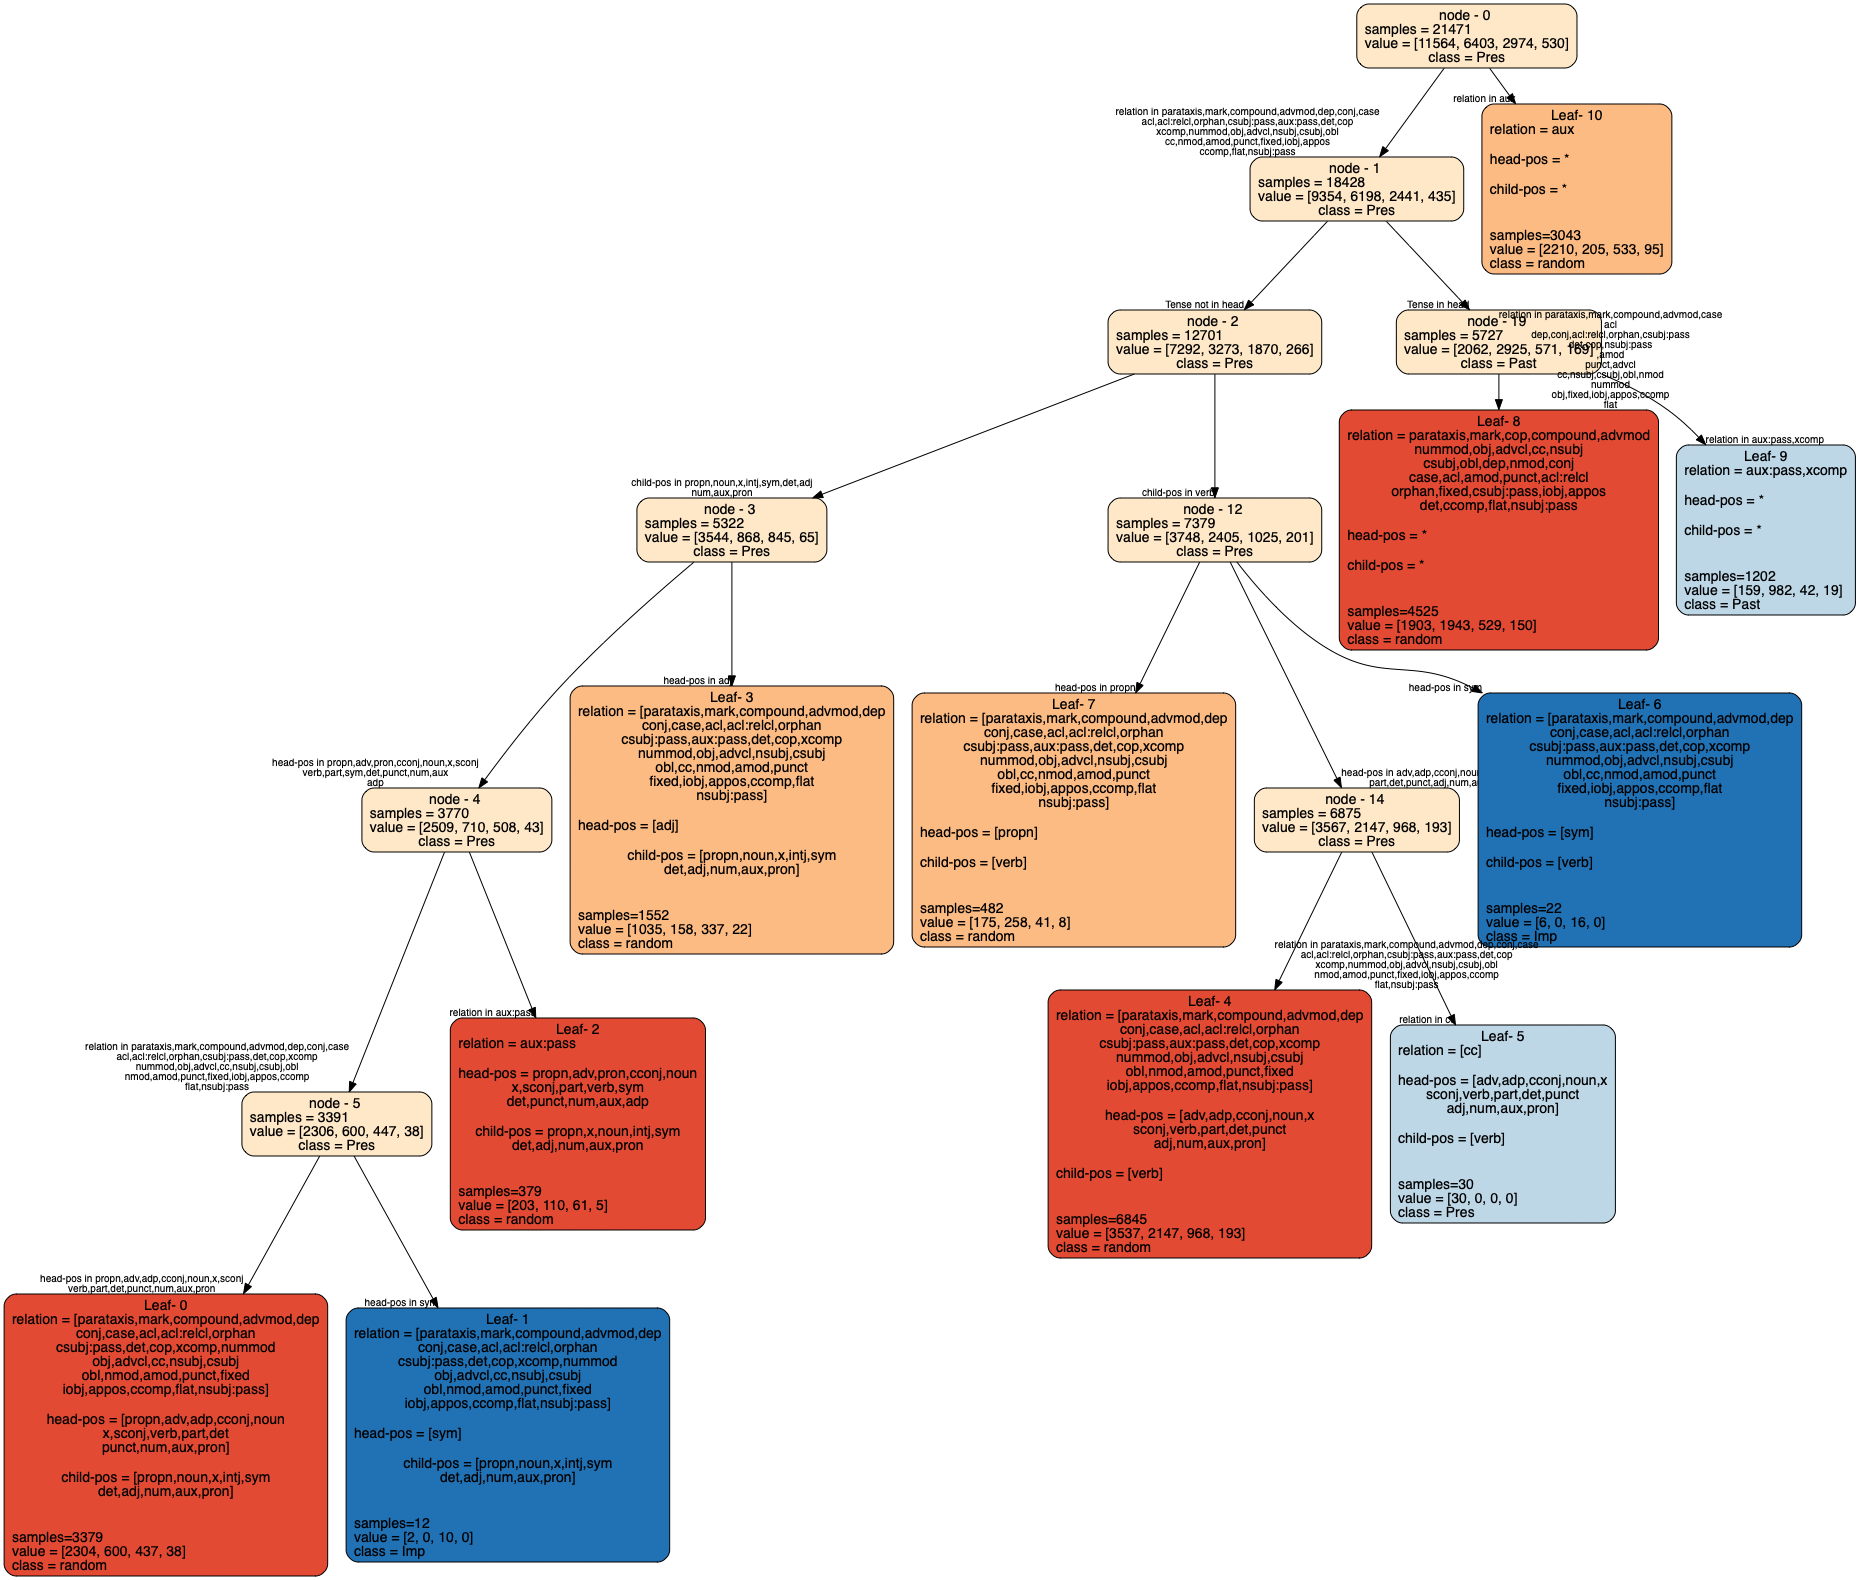 node - 0
samples = 21471
value = [11564, 6403, 2974, 530]
class = Pres
relation in parataxis,mark,compound,advmod,dep,conj,case
acl,acl:relcl,orphan,csubj:pass,aux:pass,det,cop
xcomp,nummod,obj,advcl,nsubj,csubj,obl
cc,nmod,amod,punct,fixed,iobj,appos
ccomp,flat,nsubj:pass
relation in aux
Leaf- 10
relation = aux
head-pos = *
child-pos = *
samples=3043
value = [2210, 205, 533, 95]
class = random
node - 1
samples = 18428
value = [9354, 6198, 2441, 435]
class = Pres
Tense not in head
node - 2
samples = 12701
value = [7292, 3273, 1870, 266]
class = Pres
Tense in head
node - 19
samples = 5727
value = [2062, 2925, 571, 169]
class = Past
relation in parataxis,mark,compound,advmod,case
acl
dep,conj,acl:relcl,orphan,csubj:pass
det,cop,nsubj:pass
,amod
punct,advcl
cc,nsubj,csubj,obl,nmod
nummod
obj,fixed,iobj,appos,ccomp
flat
Leaf- 8
relation = parataxis,mark,cop,compound,advmod
nummod,obj,advcl,cc,nsubj
csubj,obl,dep,nmod,conj
case,acl,amod,punct,acl:relcl
orphan,fixed,csubj:pass,iobj,appos
det,ccomp,flat,nsubj:pass
head-pos = *
child-pos = *
samples=4525
value = [1903, 1943, 529, 150]
class = random
relation in aux:pass,xcomp
Leaf- 9
relation = aux:pass,xcomp
head-pos = *
child-pos = *
samples=1202
value = [159, 982, 42, 19]
class = Past
child-pos in propn,noun,x,intj,sym,det,adj
num,aux,pron
node - 3
samples = 5322
value = [3544, 868, 845, 65]
class = Pres
child-pos in verb
node - 12
samples = 7379
value = [3748, 2405, 1025, 201]
class = Pres
head-pos in adj
Leaf- 3
relation = [parataxis,mark,compound,advmod,dep
conj,case,acl,acl:relcl,orphan
csubj:pass,aux:pass,det,cop,xcomp
nummod,obj,advcl,nsubj,csubj
obl,cc,nmod,amod,punct
fixed,iobj,appos,ccomp,flat
nsubj:pass]
head-pos = [adj]
child-pos = [propn,noun,x,intj,sym
det,adj,num,aux,pron]
samples=1552
value = [1035, 158, 337, 22]
class = random
head-pos in propn
Leaf- 7
relation = [parataxis,mark,compound,advmod,dep
conj,case,acl,acl:relcl,orphan
csubj:pass,aux:pass,det,cop,xcomp
nummod,obj,advcl,nsubj,csubj
obl,cc,nmod,amod,punct
fixed,iobj,appos,ccomp,flat
nsubj:pass]
head-pos = [propn]
child-pos = [verb]
samples=482
value = [175, 258, 41, 8]
class = random
head-pos in sym
Leaf- 6
relation = [parataxis,mark,compound,advmod,dep
conj,case,acl,acl:relcl,orphan
csubj:pass,aux:pass,det,cop,xcomp
nummod,obj,advcl,nsubj,csubj
obl,cc,nmod,amod,punct
fixed,iobj,appos,ccomp,flat
nsubj:pass]
head-pos = [sym]
child-pos = [verb]
samples=22
value = [6, 0, 16, 0]
class = Imp
head-pos in propn,adv,pron,cconj,noun,x,sconj
verb,part,sym,det,punct,num,aux
adp
node - 4
samples = 3770
value = [2509, 710, 508, 43]
class = Pres
head-pos in adv,adp,cconj,noun
part,det,punct,adj,num,au
node - 14
samples = 6875
value = [3567, 2147, 968, 193]
class = Pres
relation in parataxis,mark,compound,advmod,dep,conj,case
acl,acl:relcl,orphan,csubj:pass,aux:pass,det,cop
xcomp,nummod,obj,advcl,nsubj,csubj,obl
nmod,amod,punct,fixed,iobj,appos,ccomp
flat,nsubj:pass
Leaf- 4
relation = [parataxis,mark,compound,advmod,dep
conj,case,acl,acl:relcl,orphan
csubj:pass,aux:pass,det,cop,xcomp
nummod,obj,advcl,nsubj,csubj
obl,nmod,amod,punct,fixed
iobj,appos,ccomp,flat,nsubj:pass]
head-pos = [adv,adp,cconj,noun,x
sconj,verb,part,det,punct
adj,num,aux,pron]
child-pos = [verb]
samples=6845
value = [3537, 2147, 968, 193]
class = random
relation in cc
Leaf- 5
relation = [cc]
head-pos = [adv,adp,cconj,noun,x
sconj,verb,part,det,punct
adj,num,aux,pron]
child-pos = [verb]
samples=30
value = [30, 0, 0, 0]
class = Pres
relation in aux:pass
Leaf- 2
relation = aux:pass
head-pos = propn,adv,pron,cconj,noun
x,sconj,part,verb,sym
det,punct,num,aux,adp
child-pos = propn,x,noun,intj,sym
det,adj,num,aux,pron
samples=379
value = [203, 110, 61, 5]
class = random
relation in parataxis,mark,compound,advmod,dep,conj,case
acl,acl:relcl,orphan,csubj:pass,det,cop,xcomp
nummod,obj,advcl,cc,nsubj,csubj,obl
nmod,amod,punct,fixed,iobj,appos,ccomp
flat,nsubj:pass
node - 5
samples = 3391
value = [2306, 600, 447, 38]
class = Pres
head-pos in propn,adv,adp,cconj,noun,x,sconj
verb,part,det,punct,num,aux,pron
Leaf- 0
relation = [parataxis,mark,compound,advmod,dep
conj,case,acl,acl:relcl,orphan
csubj:pass,det,cop,xcomp,nummod
obj,advcl,cc,nsubj,csubj
obl,nmod,amod,punct,fixed
iobj,appos,ccomp,flat,nsubj:pass]
head-pos = [propn,adv,adp,cconj,noun
x,sconj,verb,part,det
punct,num,aux,pron]
child-pos = [propn,noun,x,intj,sym
det,adj,num,aux,pron]
samples=3379
value = [2304, 600, 437, 38]
class = random
head-pos in sym
Leaf- 1
relation = [parataxis,mark,compound,advmod,dep
conj,case,acl,acl:relcl,orphan
csubj:pass,det,cop,xcomp,nummod
obj,advcl,cc,nsubj,csubj
obl,nmod,amod,punct,fixed
iobj,appos,ccomp,flat,nsubj:pass]
head-pos = [sym]
child-pos = [propn,noun,x,intj,sym
det,adj,num,aux,pron]
samples=12
value = [2, 0, 10, 0]
class = Imp